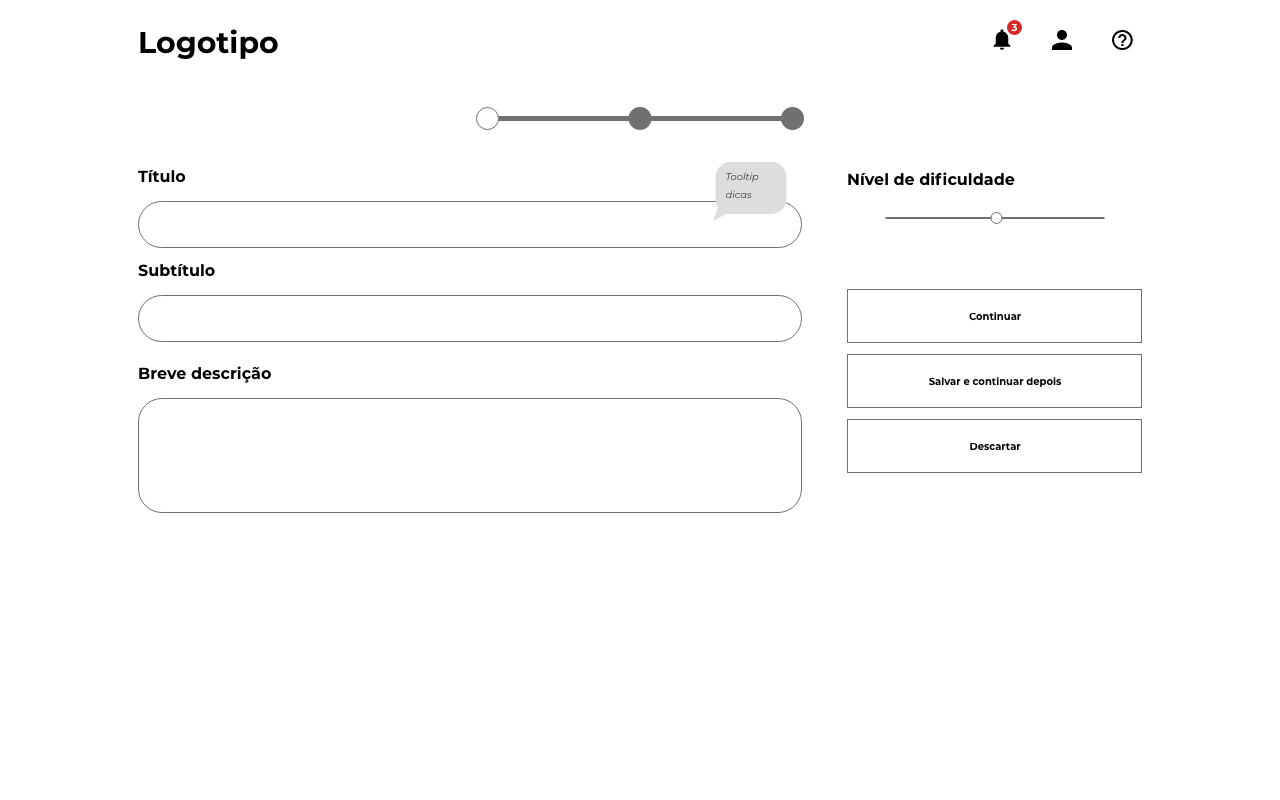 Logotipo
3
Título
Tooltip
dicas
Subtítulo
Breve descrição
Nível de dificuldade
Continuar
Salvar e continuar depois
Descartar